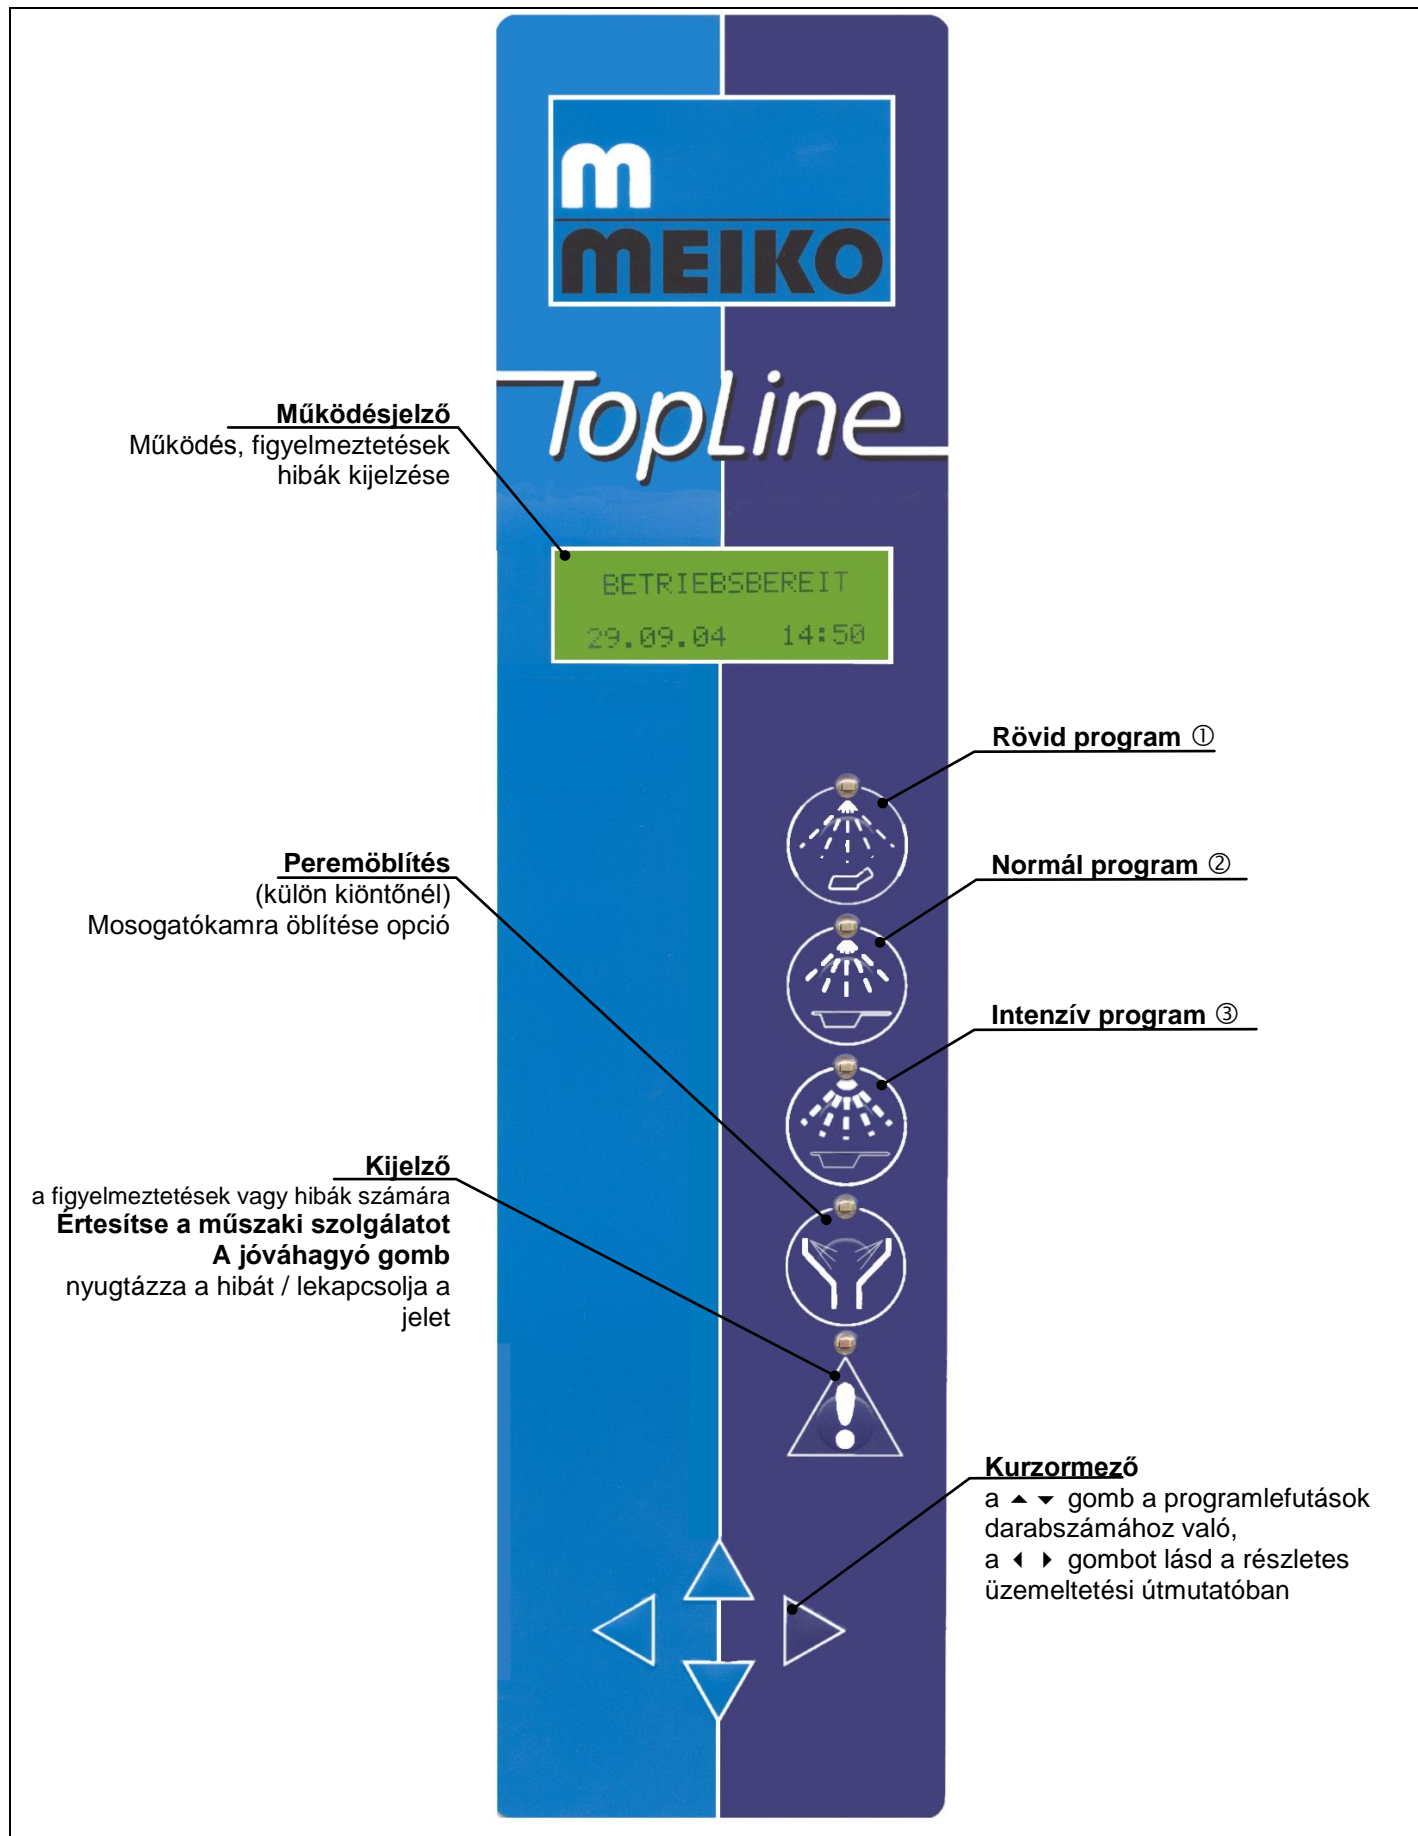 m
MEIKO
TopLine
Működésjelző
Működés, figyelmeztetések
hibák kijelzése
BETRIEBSBEREIT
29.09.04 14:50
Rövid program ①
Normál program ②
Peremöblítés
(külön kiöntőnél)
Mosogatókamra öblítése opció
Intenzív program ③
Kijelző
a figyelmeztetések vagy hibák számára
Értesítse a műszaki szolgálatot
A jóváhagyó gomb
nyugtázza a hibát / lekapcsolja a
jelet
Kurzormező
a ▲ ▼ gomb a programlefutások
darabszámához való,
a ◀ ▶ gombot lásd a részletes
üzemeltetési útmutatóban